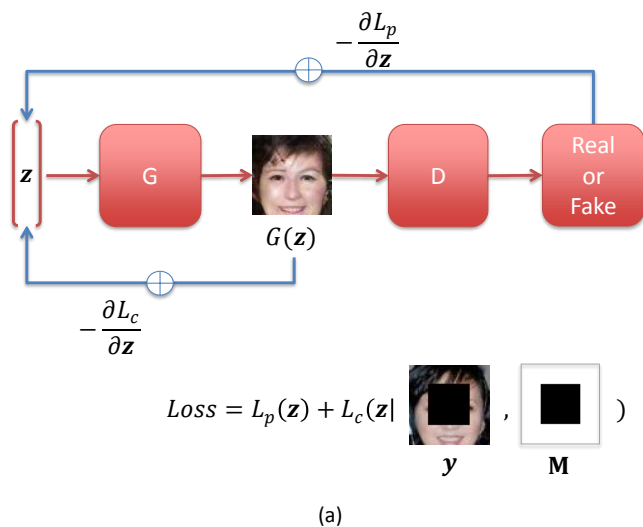 − ∂L_p/∂z
z
G
G(z)
D
Real
or
Fake
− ∂L_c/∂z
Loss = L_p(z) + L_c(z| , )
y M
(a)